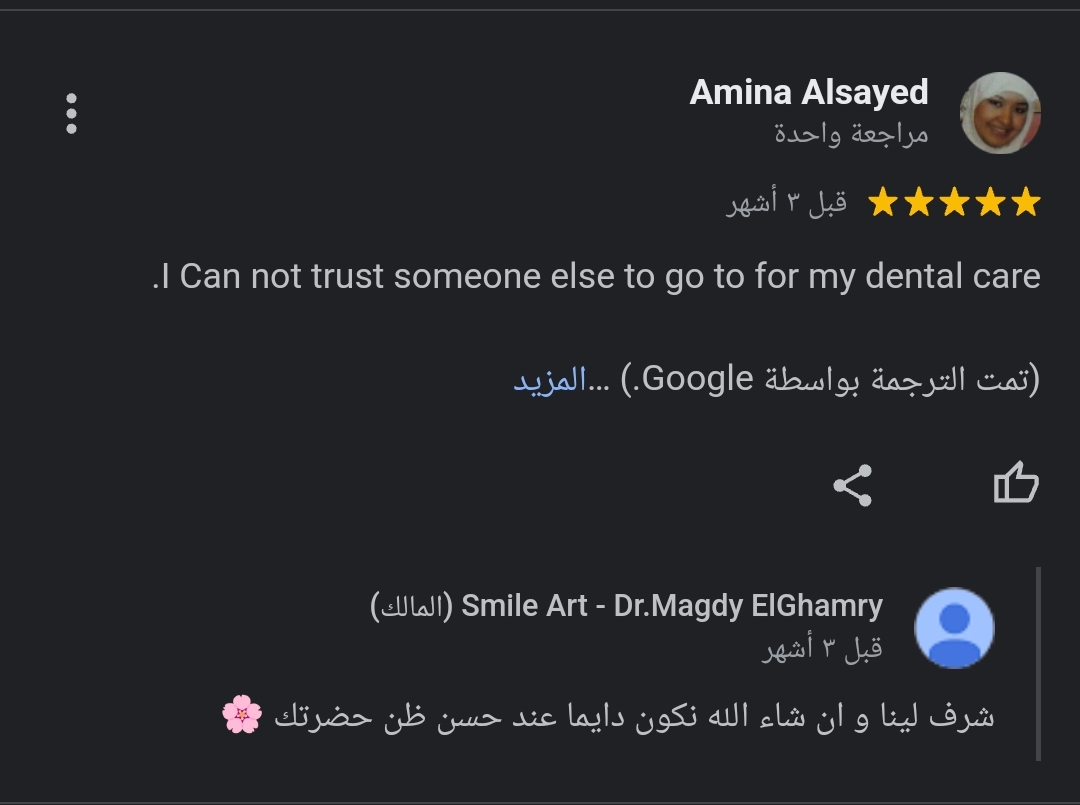 Amina Alsayed
مراجعة واحدة
قبل ٣ أشهر
I Can not trust someone else to go to for my dental care.
(تمت الترجمة بواسطة Google.) ...المزيد
Smile Art - Dr.Magdy ElGhamry (المالك)
قبل ٣ أشهر
شرف لينا و ان شاء الله نكون دايما عند حسن ظن حضرتك 🌸